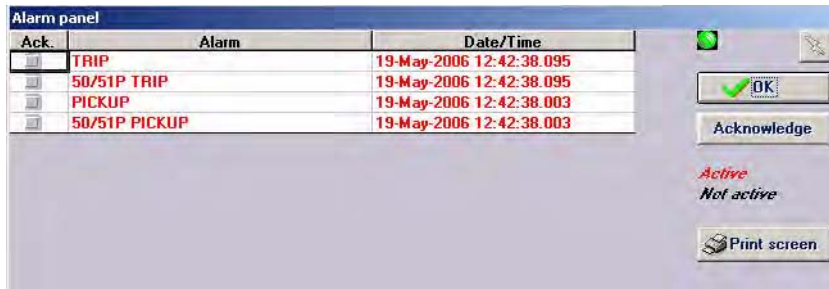 Alarm panel
Ack. Alarm Date/Time
TRIP 19-May-2006 12:42:38.095
50/51P TRIP 19-May-2006 12:42:38.095
PICKUP 19-May-2006 12:42:38.003
50/51P PICKUP 19-May-2006 12:42:38.003
OK
Acknowledge
Active
Not active
Print screen